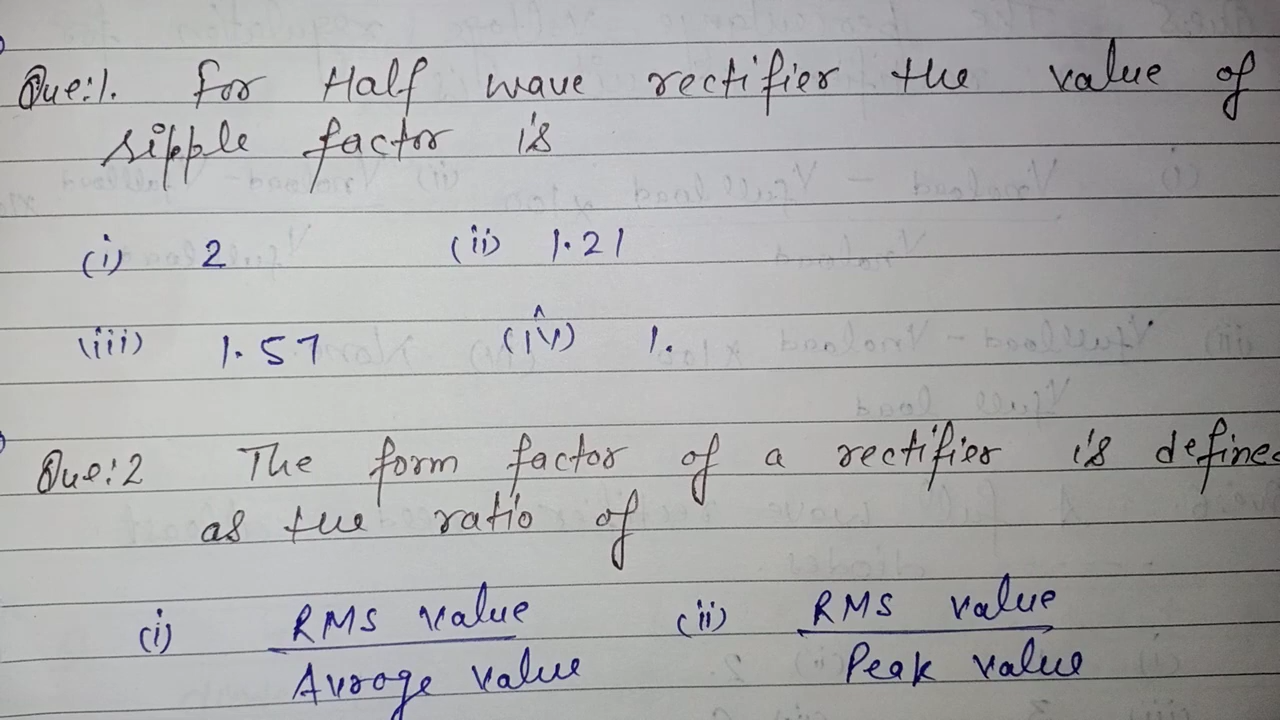 Que:1. For Half wave rectifier the value of
ripple factor is
(i) 2 (ii) 1.21
(iii) 1.57 (iv) 1.
Que:2 The form factor of a rectifier is define
as the ratio of
(i) RMS value (ii) RMS value
Avrage value Peak value